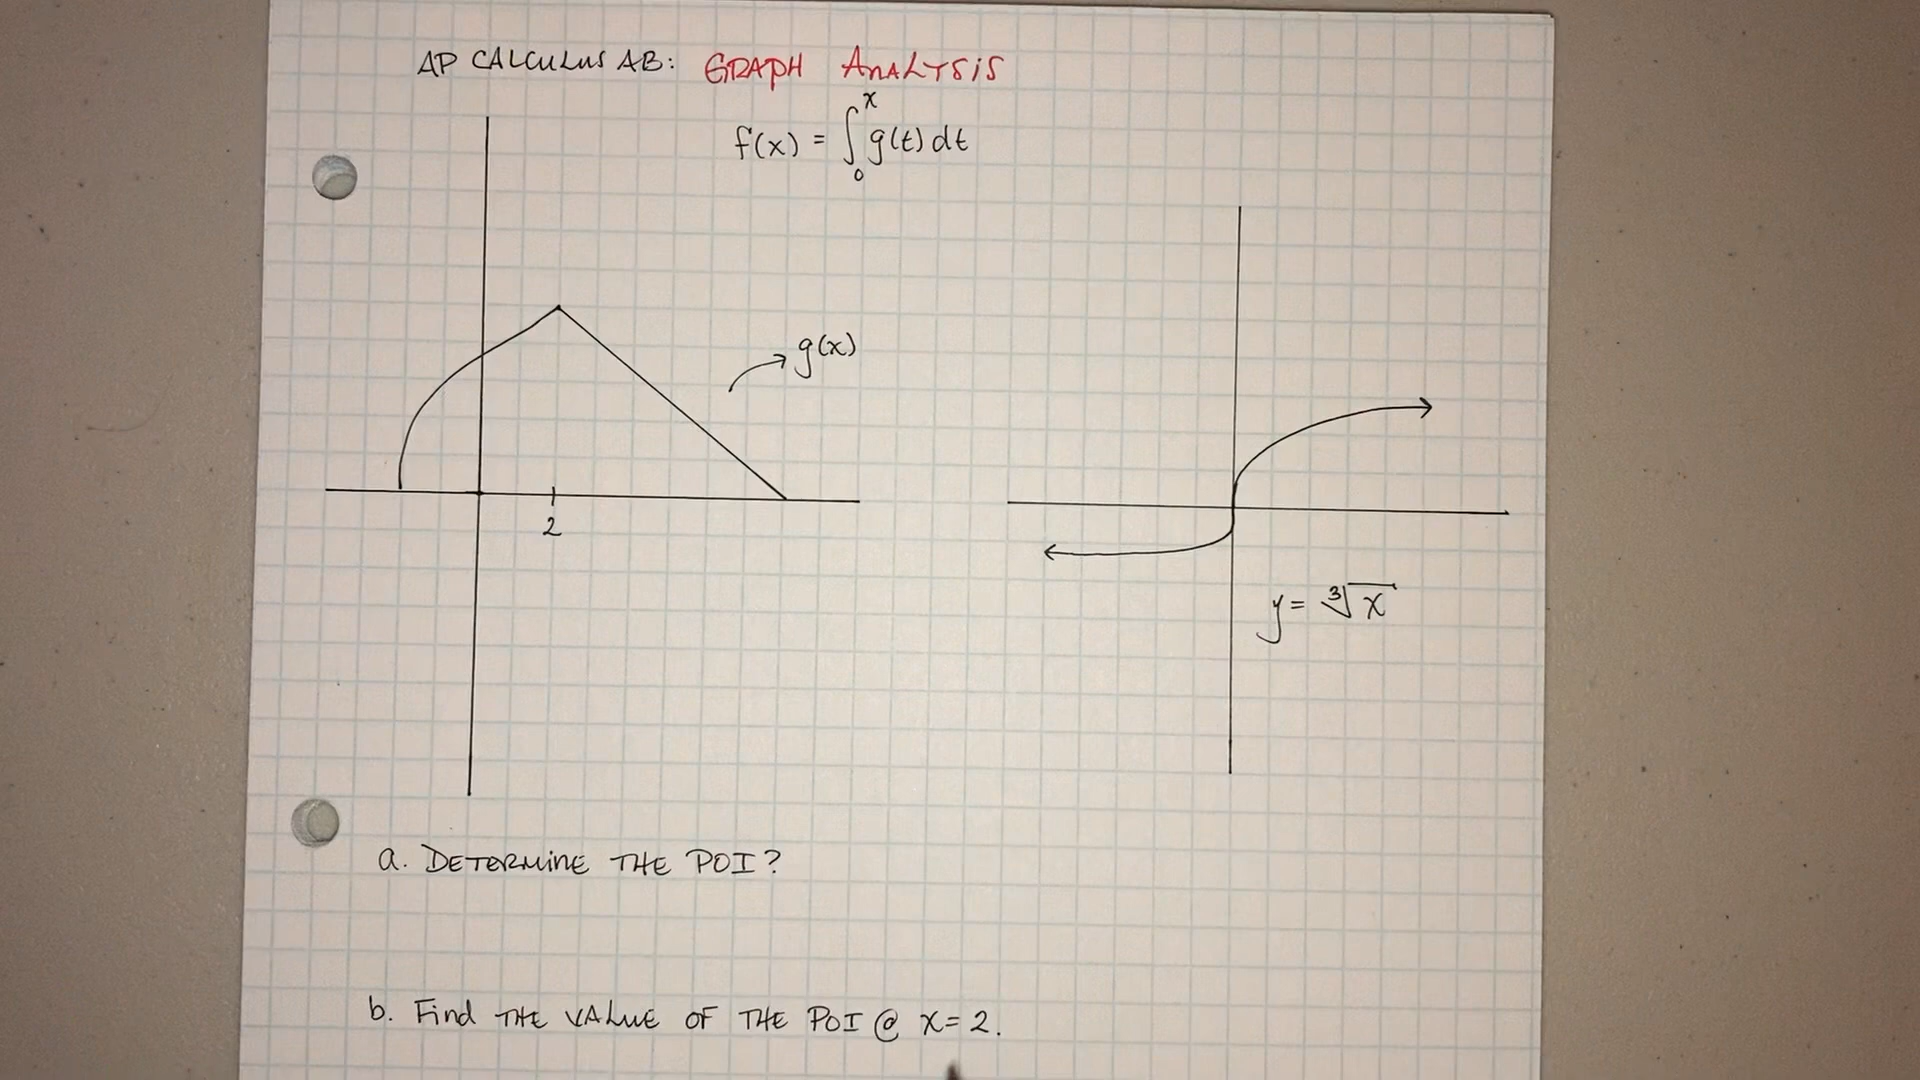 AP CALCULUS AB: GRAPH ANALYSIS
f(x) = ∫₀ˣ g(t) dt
g(x)
2
y = ∛x
a. DETERMINE THE POI?
b. Find THE VALUE OF THE POI @ x = 2.